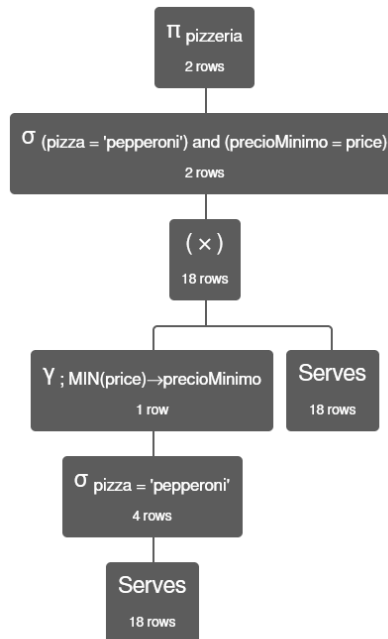 π pizzeria
2 rows
σ (pizza = 'pepperoni') and (precioMinimo = price)
2 rows
( × )
18 rows
γ ; MIN(price)→precioMinimo
1 row
Serves
18 rows
σ pizza = 'pepperoni'
4 rows
Serves
18 rows